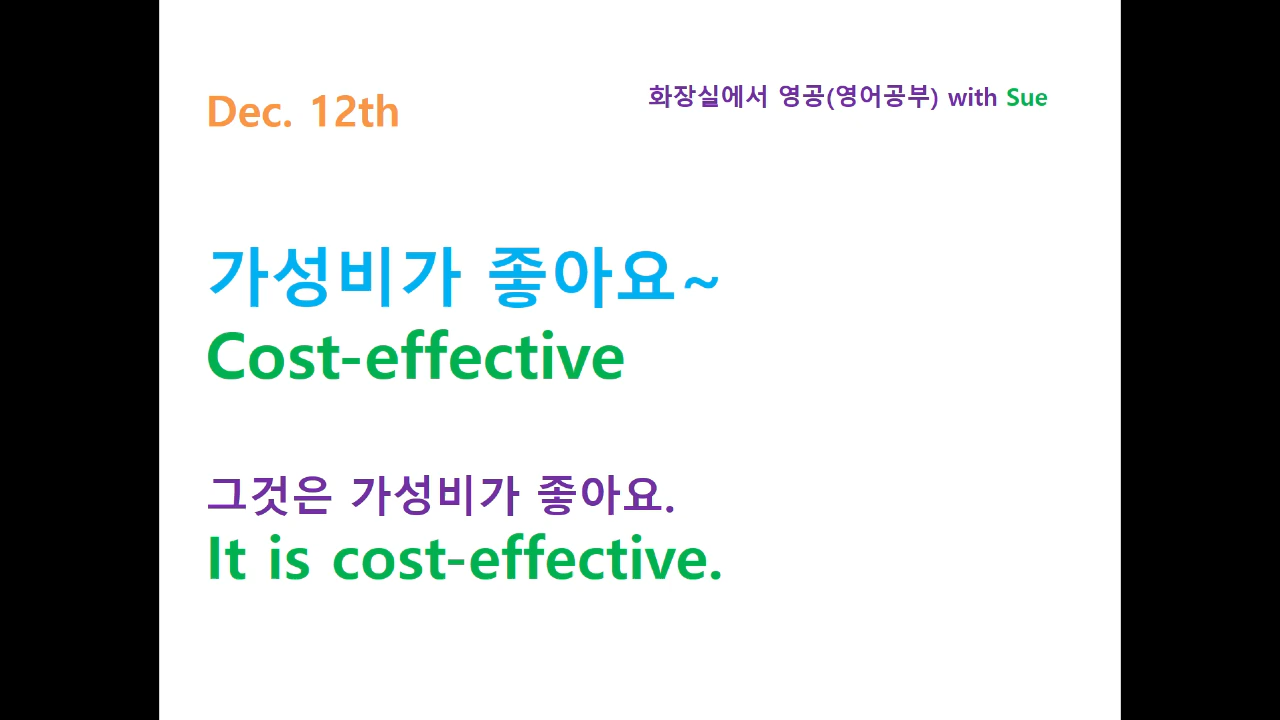 Dec. 12th
화장실에서 영공(영어공부) with Sue
가성비가 좋아요~
Cost-effective
그것은 가성비가 좋아요.
It is cost-effective.